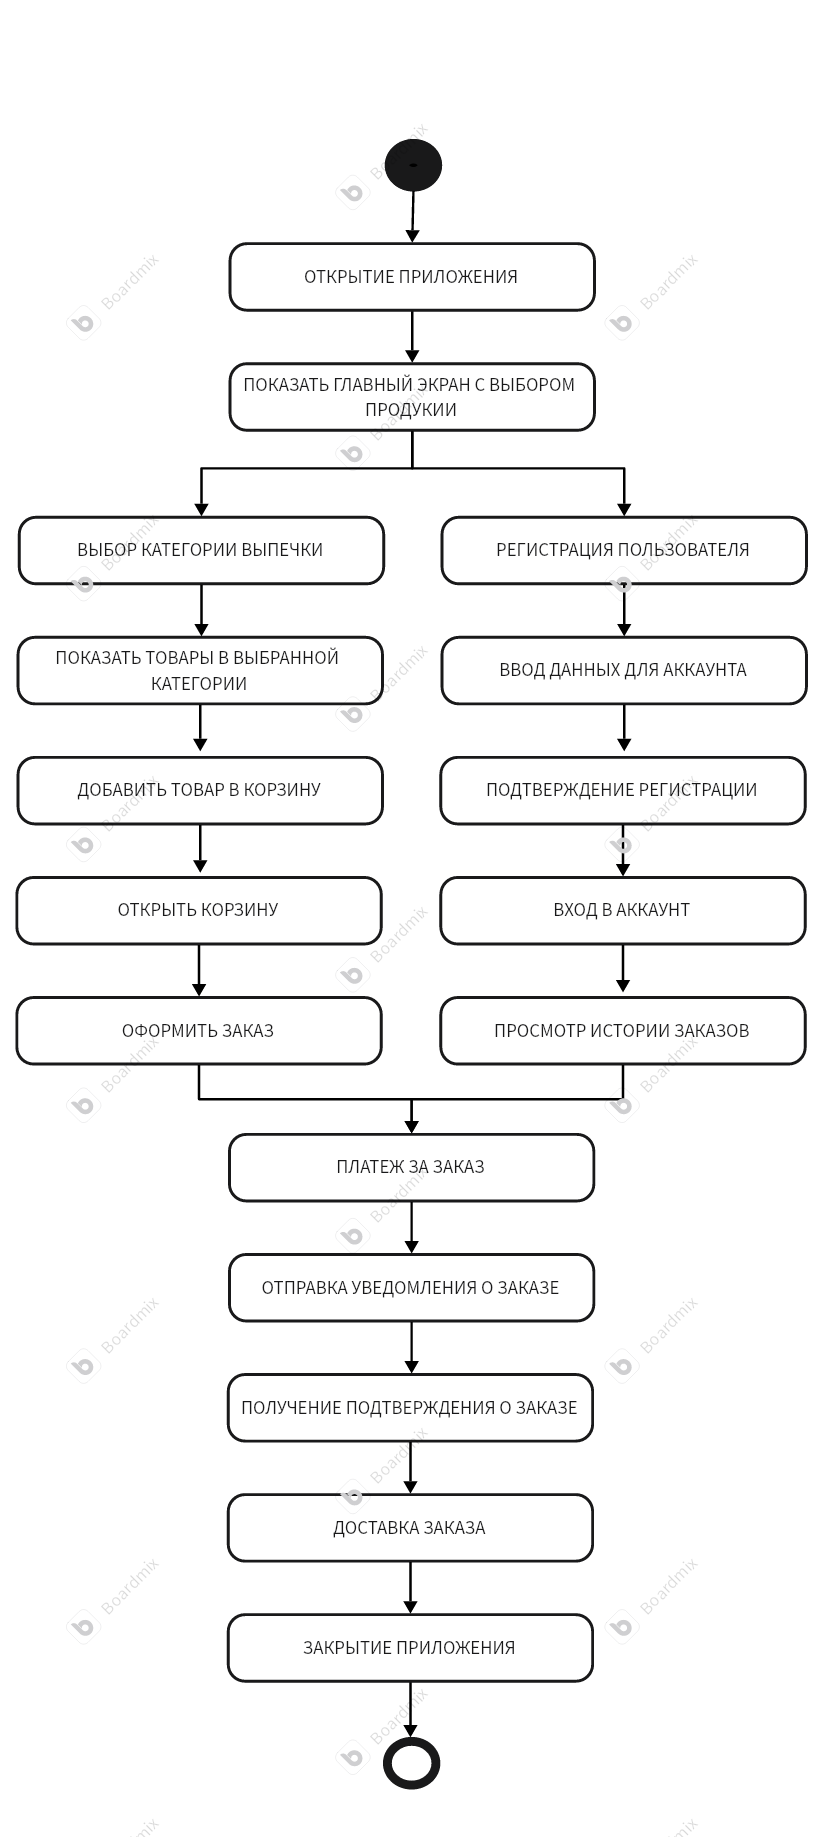 ОТКРЫТИЕ ПРИЛОЖЕНИЯ
ПОКАЗАТЬ ГЛАВНЫЙ ЭКРАН С ВЫБОРОМ
ПРОДУКИИ
ВЫБОР КАТЕГОРИИ ВЫПЕЧКИ
РЕГИСТРАЦИЯ ПОЛЬЗОВАТЕЛЯ
ПОКАЗАТЬ ТОВАРЫ В ВЫБРАННОЙ
КАТЕГОРИИ
ВВОД ДАННЫХ ДЛЯ АККАУНТА
ДОБАВИТЬ ТОВАР В КОРЗИНУ
ПОДТВЕРЖДЕНИЕ РЕГИСТРАЦИИ
ОТКРЫТЬ КОРЗИНУ
ВХОД В АККАУНТ
ОФОРМИТЬ ЗАКАЗ
ПРОСМОТР ИСТОРИИ ЗАКАЗОВ
ПЛАТЕЖ ЗА ЗАКАЗ
ОТПРАВКА УВЕДОМЛЕНИЯ О ЗАКАЗЕ
ПОЛУЧЕНИЕ ПОДТВЕРЖДЕНИЯ О ЗАКАЗЕ
ДОСТАВКА ЗАКАЗА
ЗАКРЫТИЕ ПРИЛОЖЕНИЯ
Boardmix